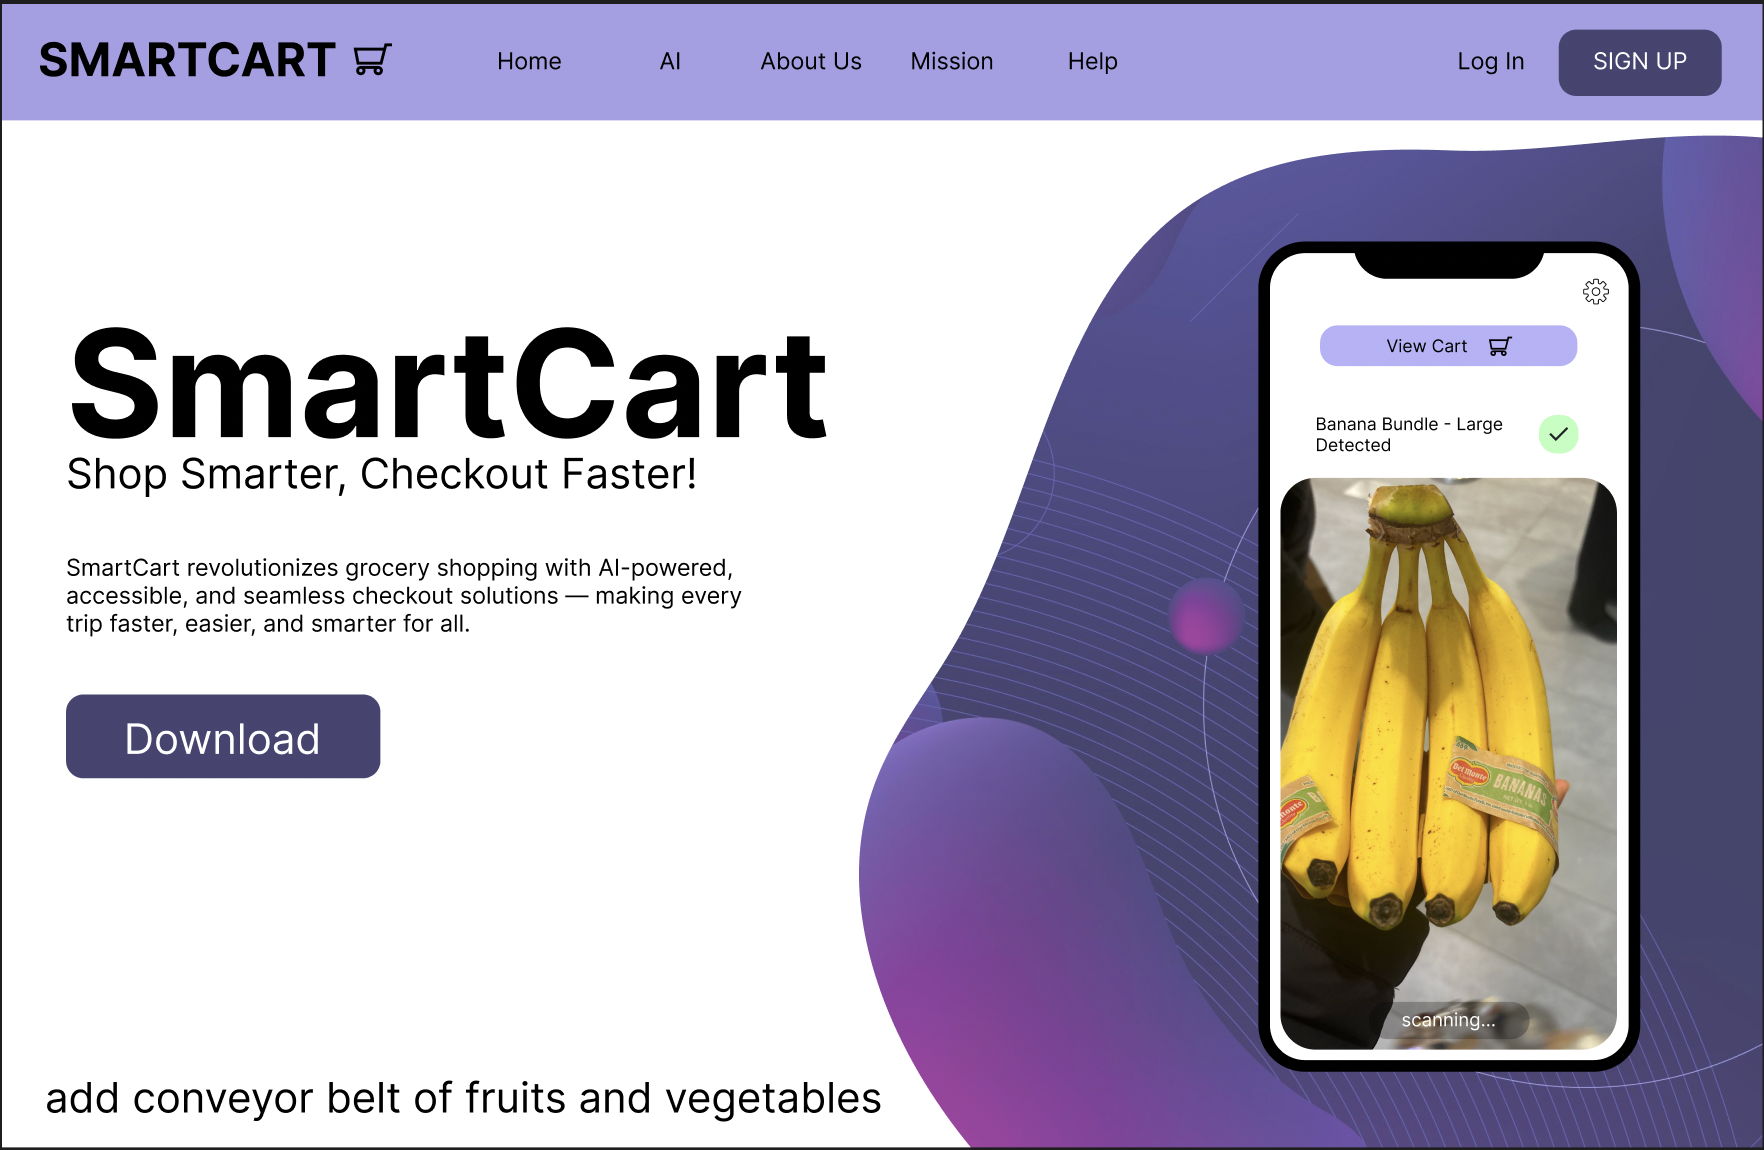 SMARTCART
Home AI About Us Mission Help
Log In
SIGN UP
SmartCart
Shop Smarter, Checkout Faster!
SmartCart revolutionizes grocery shopping with AI-powered,
accessible, and seamless checkout solutions — making every
trip faster, easier, and smarter for all.
Download
add conveyor belt of fruits and vegetables
View Cart
Banana Bundle - Large
Detected
Del Monte
BANANAS
scanning...